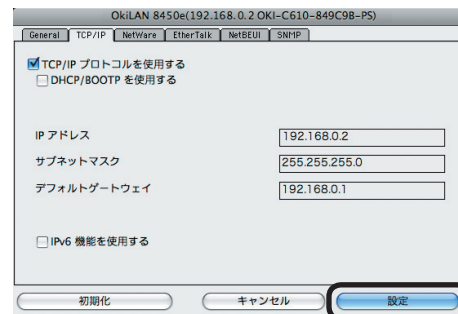 OkiLAN 8450e(192.168.0.2 OKI-C610-849C9B-PS)
General TCP/IP NetWare EtherTalk NetBEUI SNMP
TCP/IP プロトコルを使用する
DHCP/BOOTP を使用する
IP アドレス 192.168.0.2
サブネットマスク 255.255.255.0
デフォルトゲートウェイ 192.168.0.1
IPv6 機能を使用する
初期化 キャンセル 設定